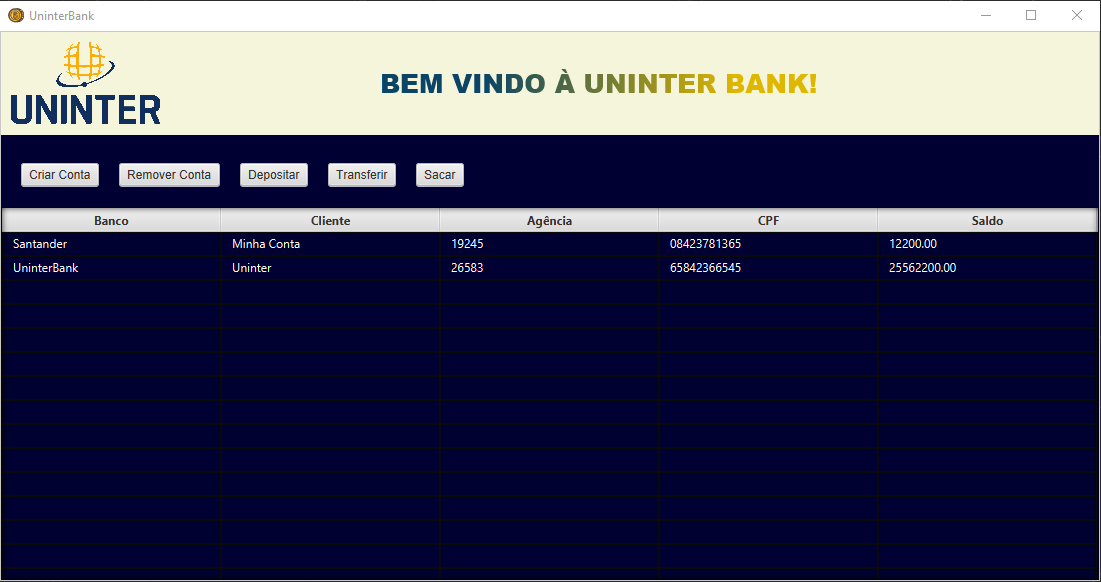 UninterBank
UNINTER
BEM VINDO À UNINTER BANK!
Criar Conta Remover Conta Depositar Transferir Sacar
Banco Cliente Agência CPF Saldo
Santander Minha Conta 19245 08423781365 12200.00
UninterBank Uninter 26583 65842366545 25562200.00